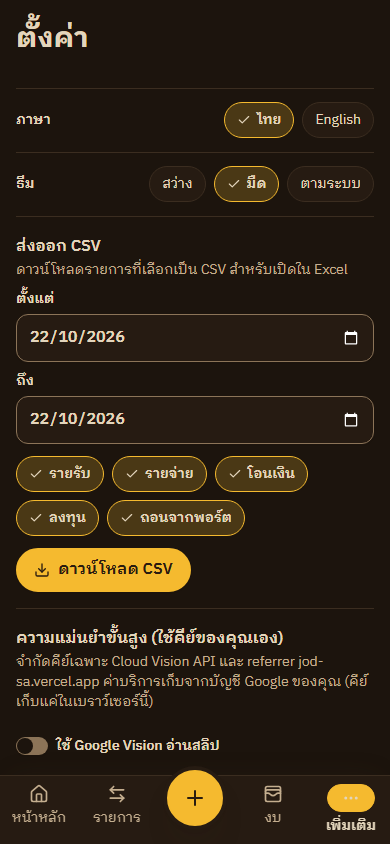 ตั้งค่า
ภาษา
ไทย
English
ธีม
สว่าง
มืด
ตามระบบ
ส่งออก CSV
ดาวน์โหลดรายการที่เลือกเป็น CSV สำหรับเปิดใน Excel
ตั้งแต่
22/10/2026
ถึง
22/10/2026
รายรับ
รายจ่าย
โอนเงิน
ลงทุน
ถอนจากพอร์ต
ดาวน์โหลด CSV
ความแม่นยำขั้นสูง (ใช้คีย์ของคุณเอง)
จำกัดคีย์เฉพาะ Cloud Vision API และ referrer jod-
sa.vercel.app ค่าบริการเก็บจากบัญชี Google ของคุณ (คีย์
เก็บแค่ในเบราว์เซอร์นี้)
ใช้ Google Vision อ่านสลิป
หน้าหลัก
รายการ
งบ
เพิ่มเติม